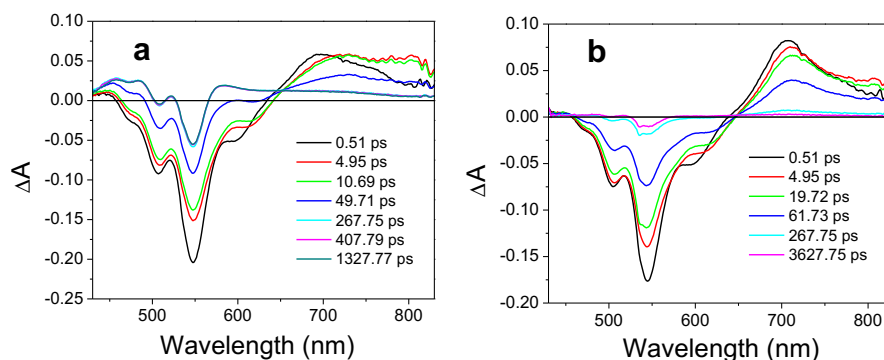 a
0.10
0.05
0.00
-0.05
-0.10
-0.15
-0.20
-0.25
ΔA
0.51 ps
4.95 ps
10.69 ps
49.71 ps
267.75 ps
407.79 ps
1327.77 ps
500 600 700 800
Wavelength (nm)
b
0.10
0.05
0.00
-0.05
-0.10
-0.15
-0.20
ΔA
0.51 ps
4.95 ps
19.72 ps
61.73 ps
267.75 ps
3627.75 ps
500 600 700 800
Wavelength (nm)